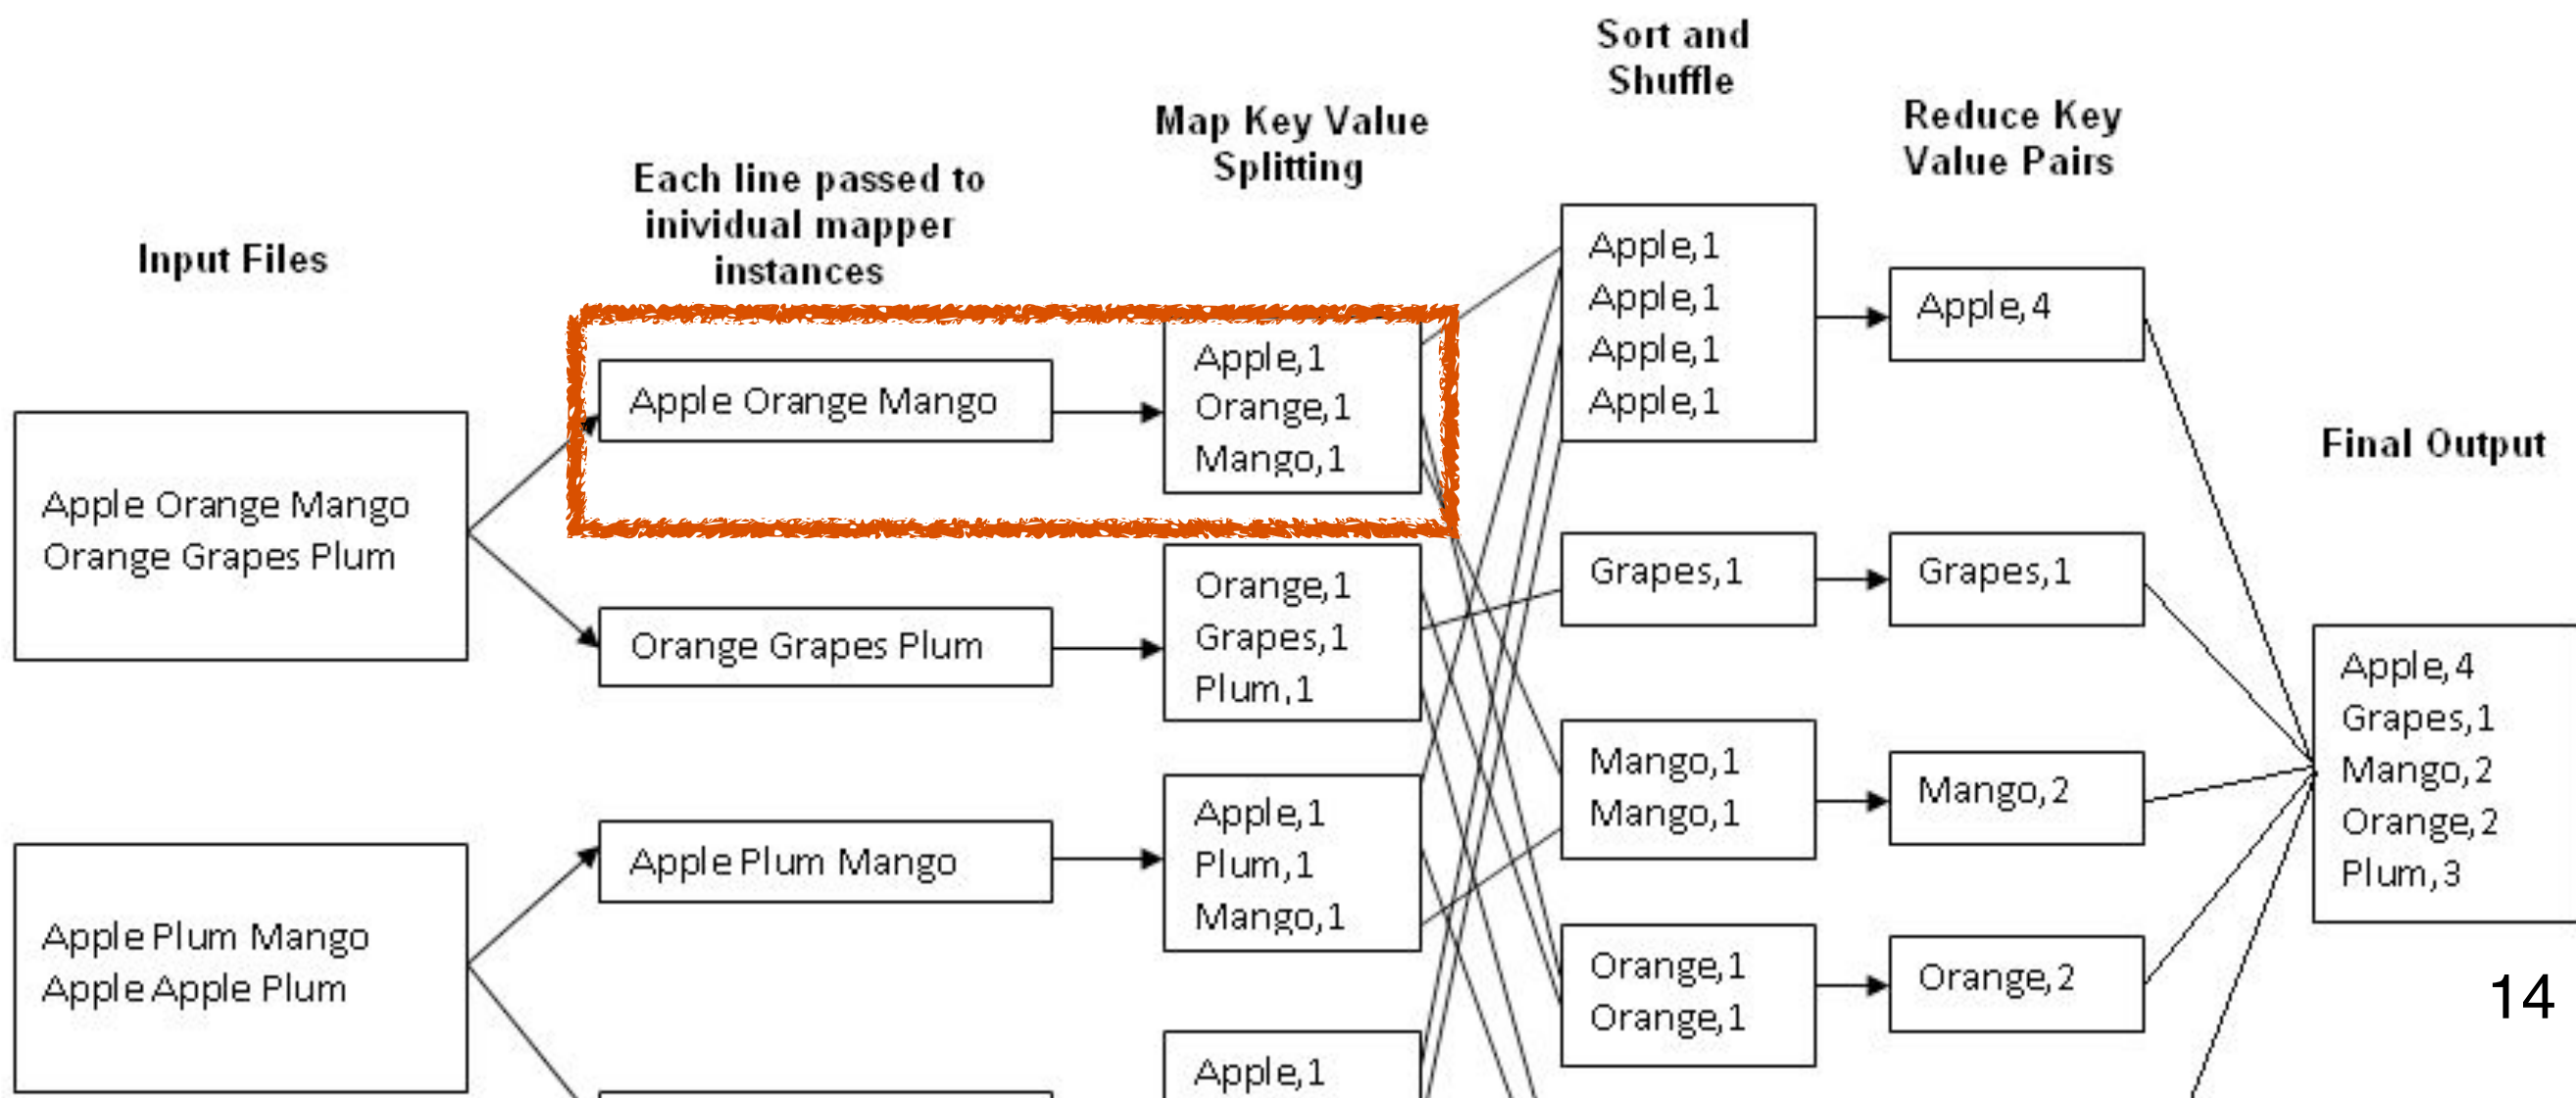 Input Files
Each line passed to
inividual mapper
instances
Map Key Value
Splitting
Sort and
Shuffle
Reduce Key
Value Pairs
Final Output
Apple Orange Mango
Orange Grapes Plum
Apple Plum Mango
Apple Apple Plum
Apple Orange Mango
Orange Grapes Plum
Apple Plum Mango
Apple,1
Orange,1
Mango,1
Orange,1
Grapes,1
Plum,1
Apple,1
Plum,1
Mango,1
Apple,1
Apple,1
Apple,1
Apple,1
Apple,1
Grapes,1
Mango,1
Mango,1
Orange,1
Orange,1
Apple,4
Grapes,1
Mango,2
Orange,2
Apple,4
Grapes,1
Mango,2
Orange,2
Plum,3
14